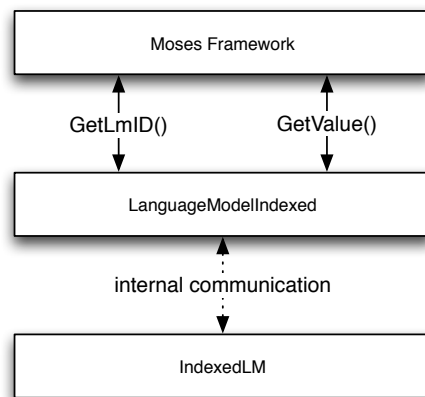 Moses Framework
GetLmID()
GetValue()
LanguageModelIndexed
internal communication
IndexedLM